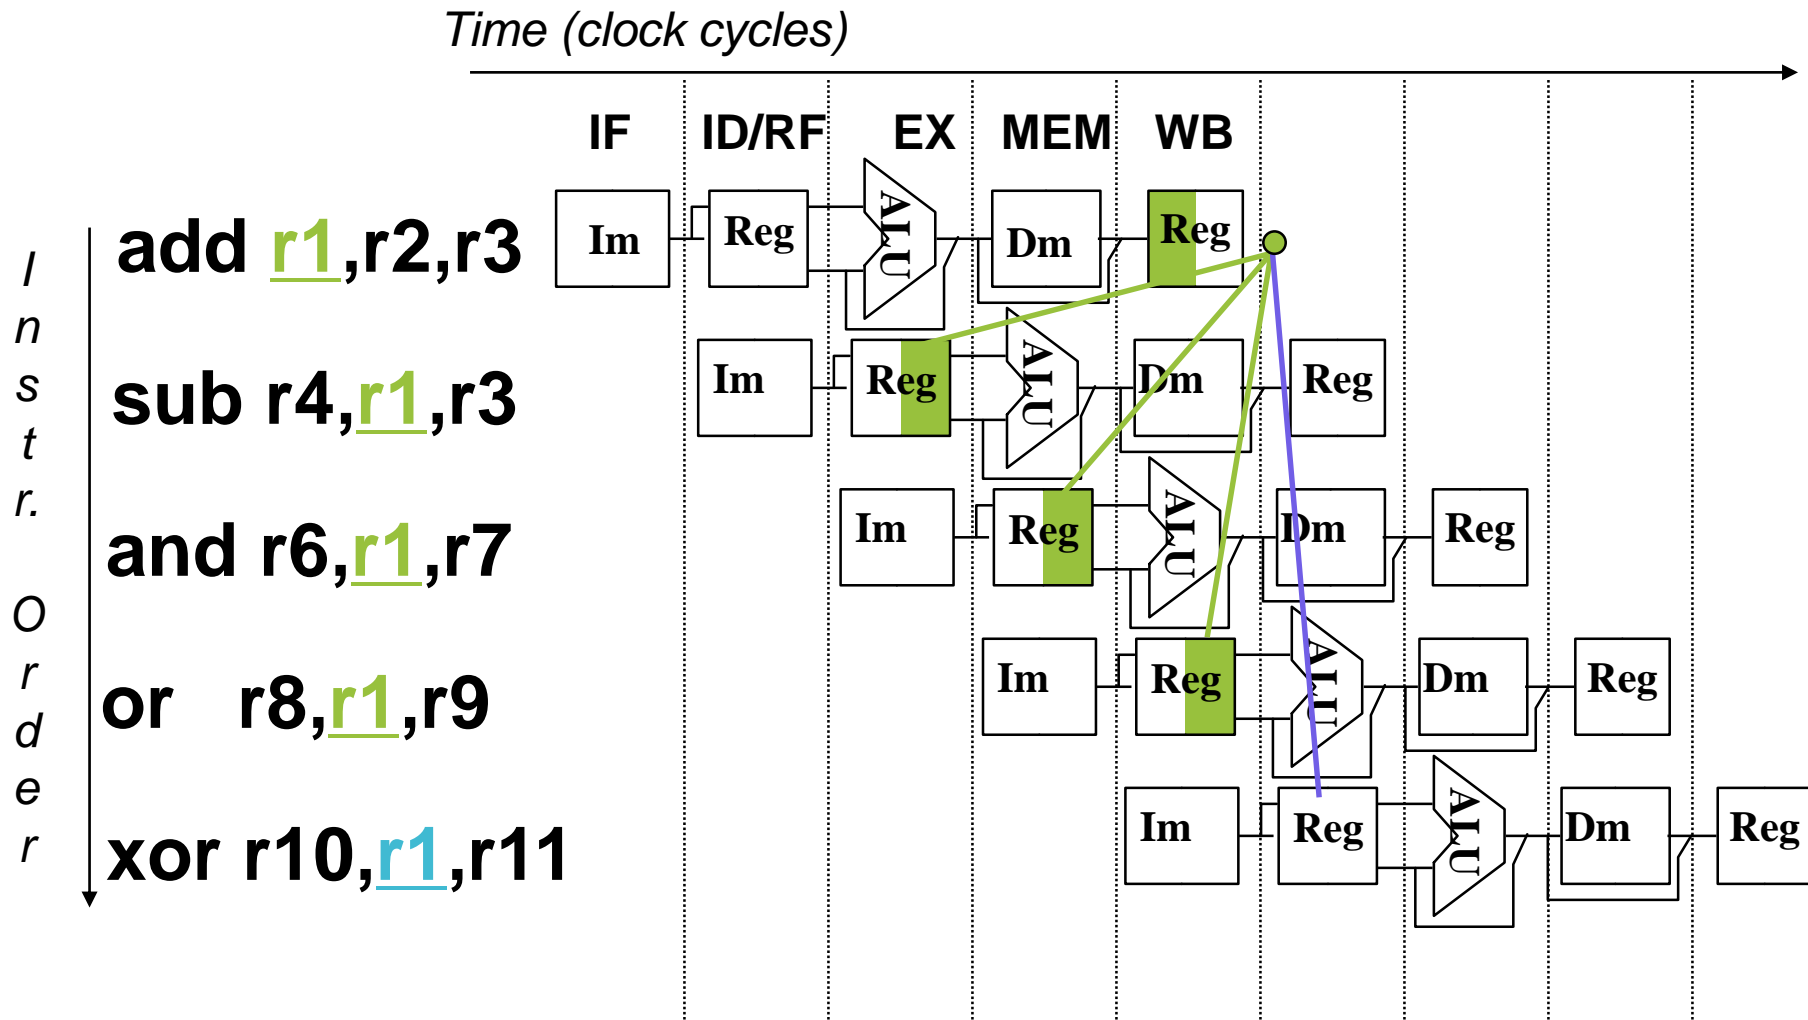 Time (clock cycles)
IF ID/RF EX MEM WB
Instr. Order
add r1,r2,r3 Im Reg ALU Dm Reg
sub r4,r1,r3 Im Reg ALU Dm Reg
and r6,r1,r7 Im Reg ALU Dm Reg
or r8,r1,r9 Im Reg ALU Dm Reg
xor r10,r1,r11 Im Reg ALU Dm Reg